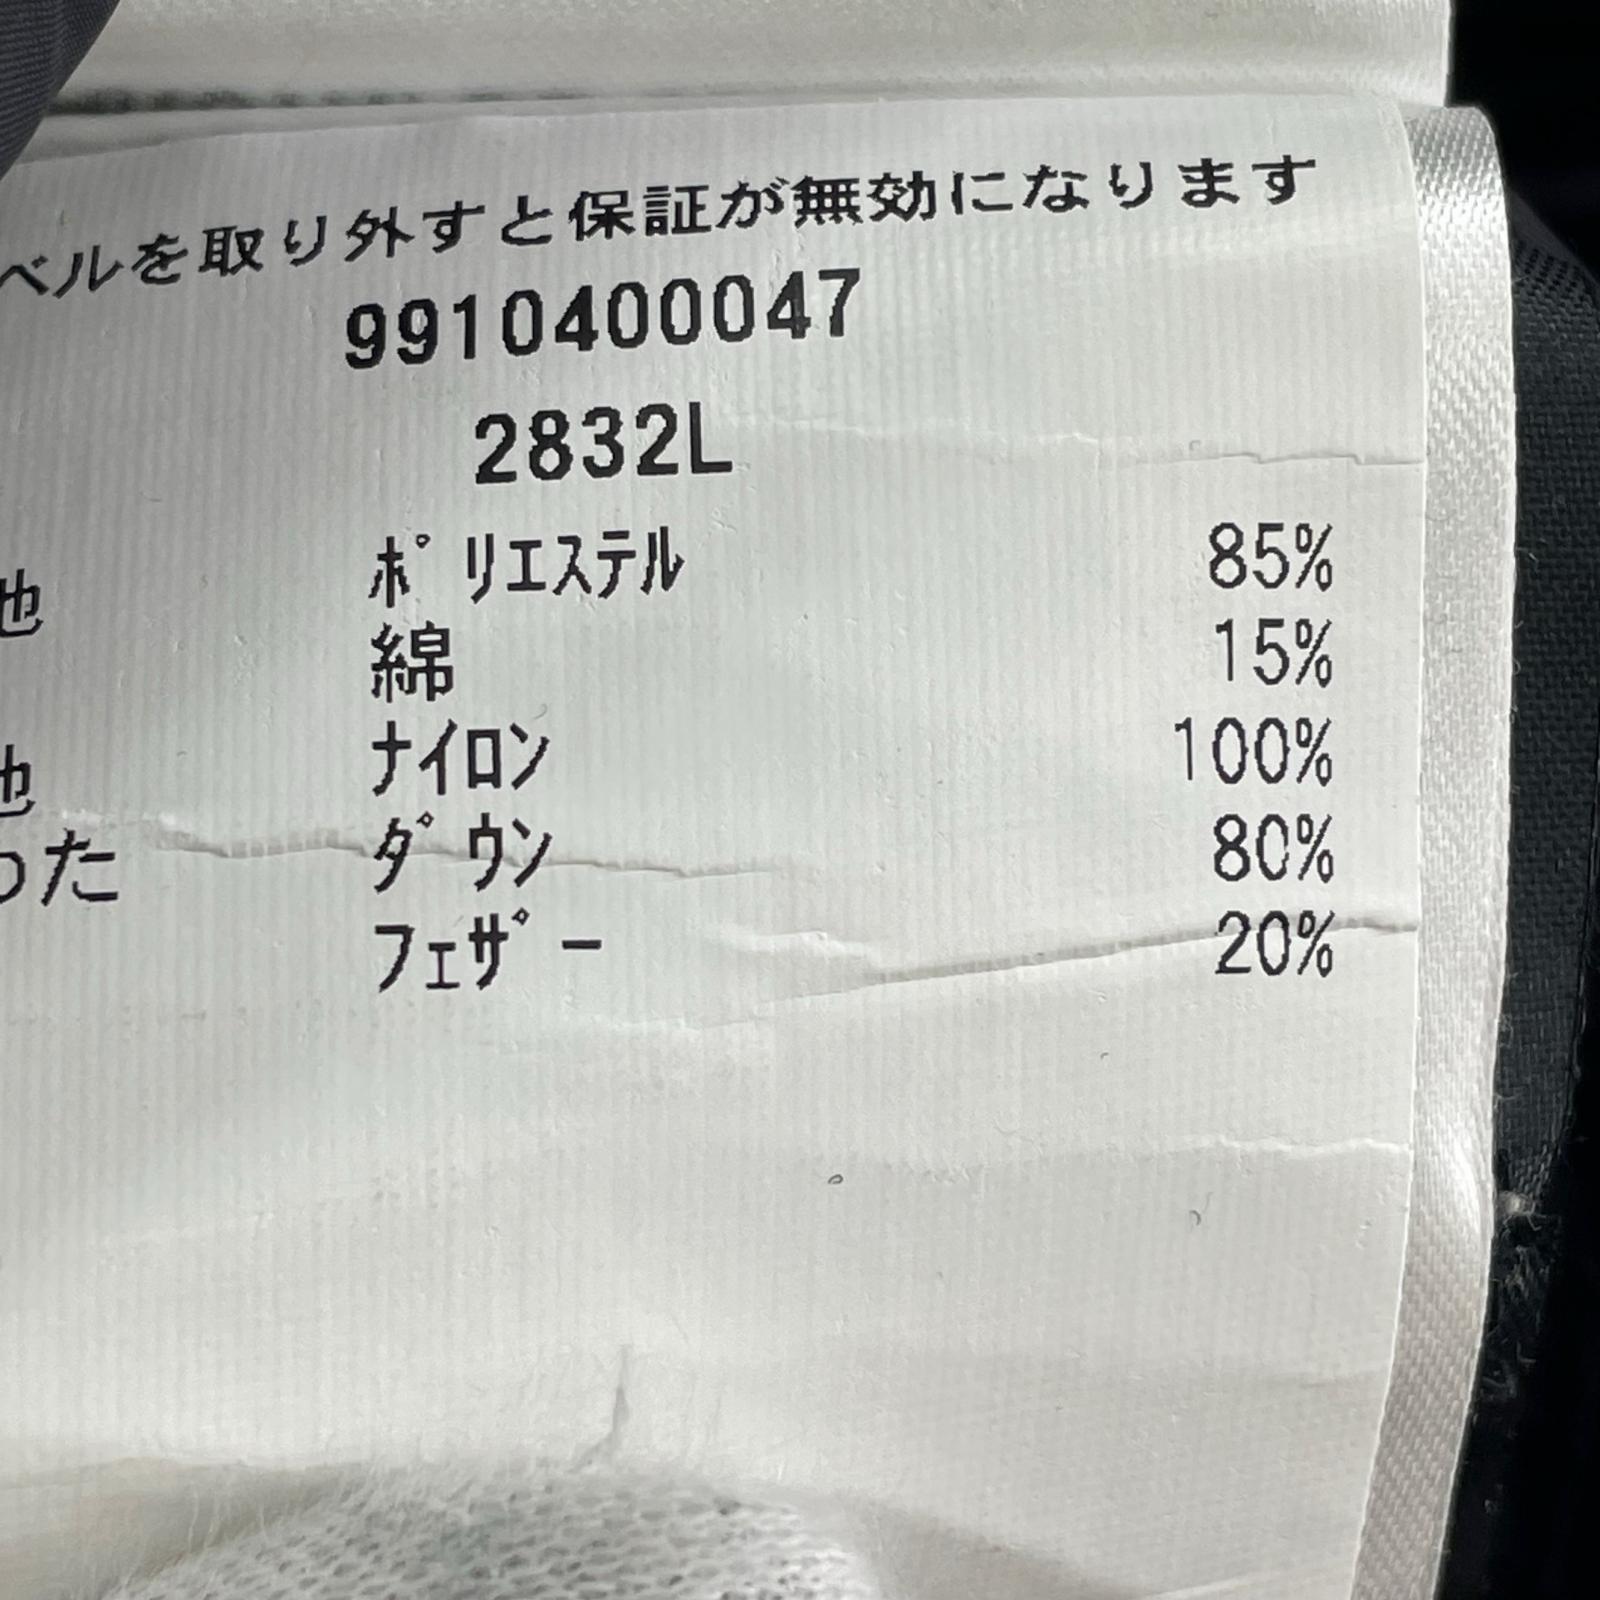 ベルを取り外すと保証が無効になります
9910400047
2832L
地 ポリエステル 85%
綿 15%
地 ナイロン 100%
った ダウン 80%
フェザー 20%